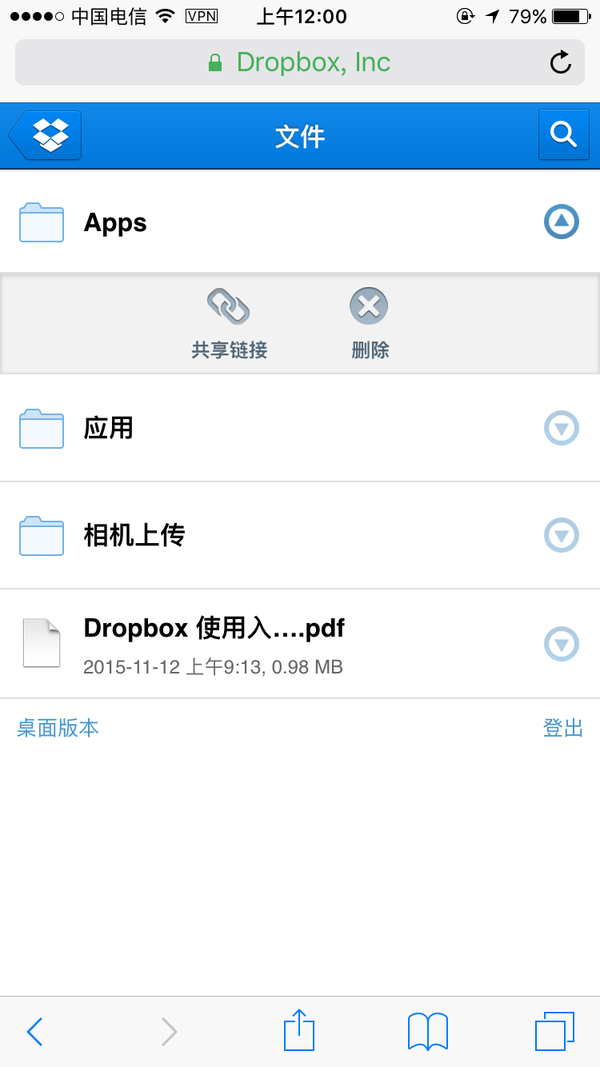 中国电信 VPN 上午12:00 79%
Dropbox, Inc
文件
Apps
共享链接 删除
应用
相机上传
Dropbox 使用入....pdf
2015-11-12 上午9:13, 0.98 MB
桌面版本 登出